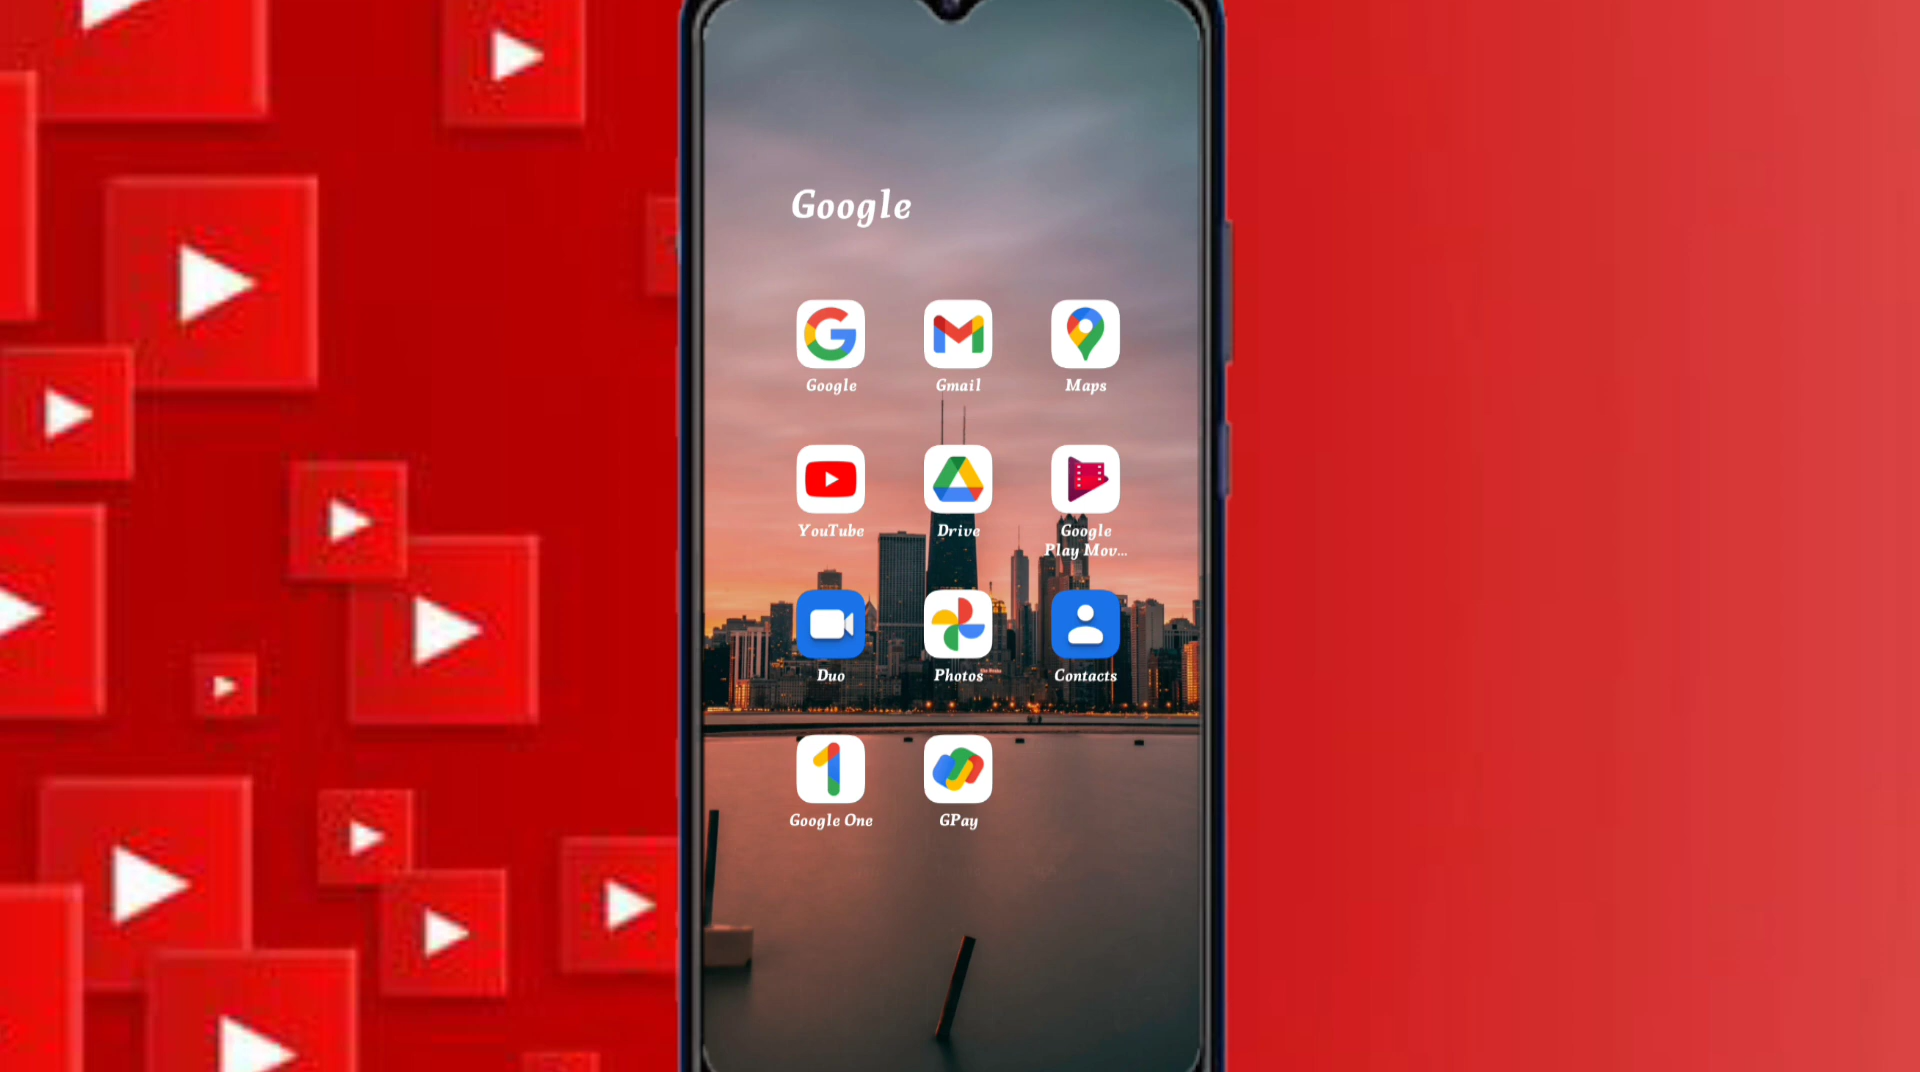 Google
Google Gmail Maps
YouTube Drive Google
Play Mov...
Duo Photos Contacts
Google One GPay